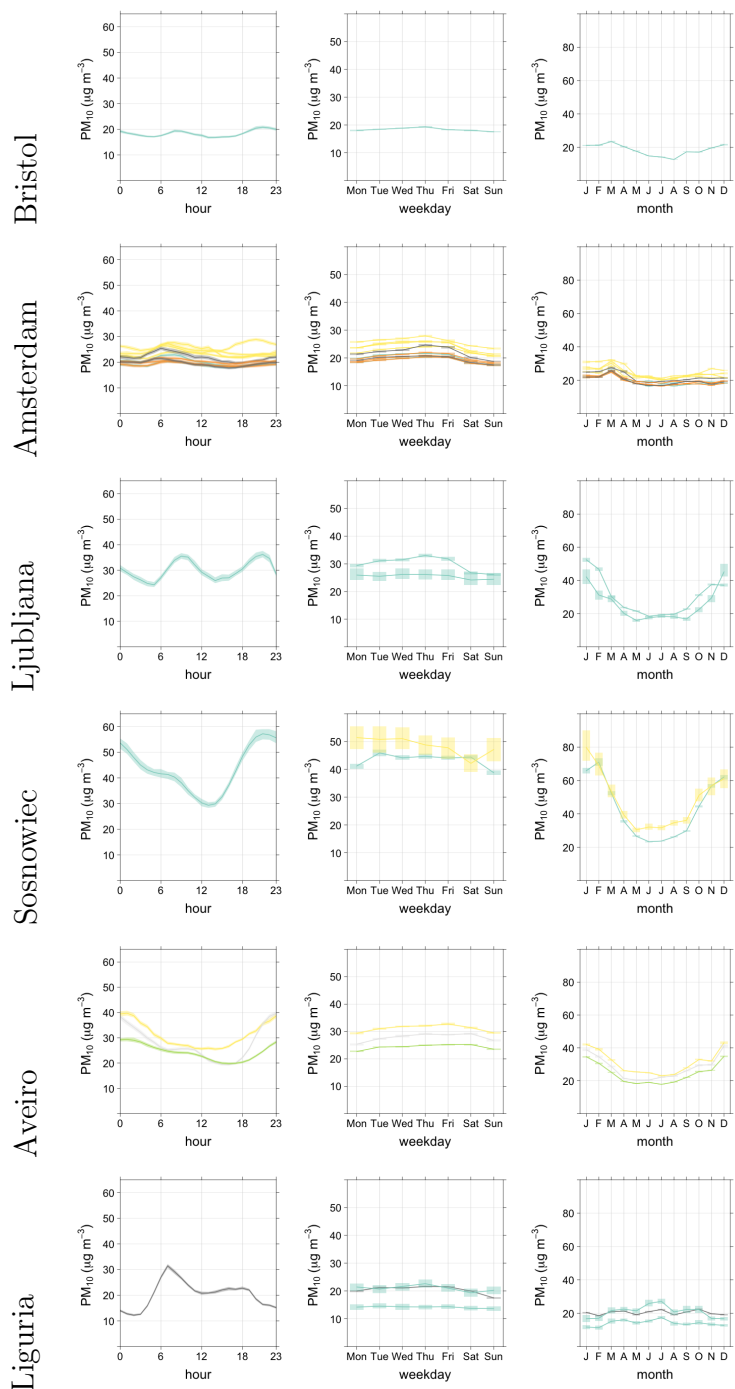 Bristol
PM10 (μg m−3)
60
50
40
30
20
10
0 6 12 18 23
hour
PM10 (μg m−3)
50
40
30
20
10
Mon Tue Wed Thu Fri Sat Sun
weekday
PM10 (μg m−3)
80
60
40
20
J F M A M J J A S O N D
month
Amsterdam
PM10 (μg m−3)
60
50
40
30
20
10
0 6 12 18 23
hour
PM10 (μg m−3)
50
40
30
20
10
Mon Tue Wed Thu Fri Sat Sun
weekday
PM10 (μg m−3)
80
60
40
20
J F M A M J J A S O N D
month
Ljubljana
PM10 (μg m−3)
60
50
40
30
20
10
0 6 12 18 23
hour
PM10 (μg m−3)
50
40
30
20
10
Mon Tue Wed Thu Fri Sat Sun
weekday
PM10 (μg m−3)
80
60
40
20
J F M A M J J A S O N D
month
Sosnowiec
PM10 (μg m−3)
60
50
40
30
20
10
0 6 12 18 23
hour
PM10 (μg m−3)
50
40
30
20
10
Mon Tue Wed Thu Fri Sat Sun
weekday
PM10 (μg m−3)
80
60
40
20
J F M A M J J A S O N D
month
Aveiro
PM10 (μg m−3)
60
50
40
30
20
10
0 6 12 18 23
hour
PM10 (μg m−3)
50
40
30
20
10
Mon Tue Wed Thu Fri Sat Sun
weekday
PM10 (μg m−3)
80
60
40
20
J F M A M J J A S O N D
month
Liguria
PM10 (μg m−3)
60
50
40
30
20
10
0 6 12 18 23
hour
PM10 (μg m−3)
50
40
30
20
10
Mon Tue Wed Thu Fri Sat Sun
weekday
PM10 (μg m−3)
80
60
40
20
J F M A M J J A S O N D
month